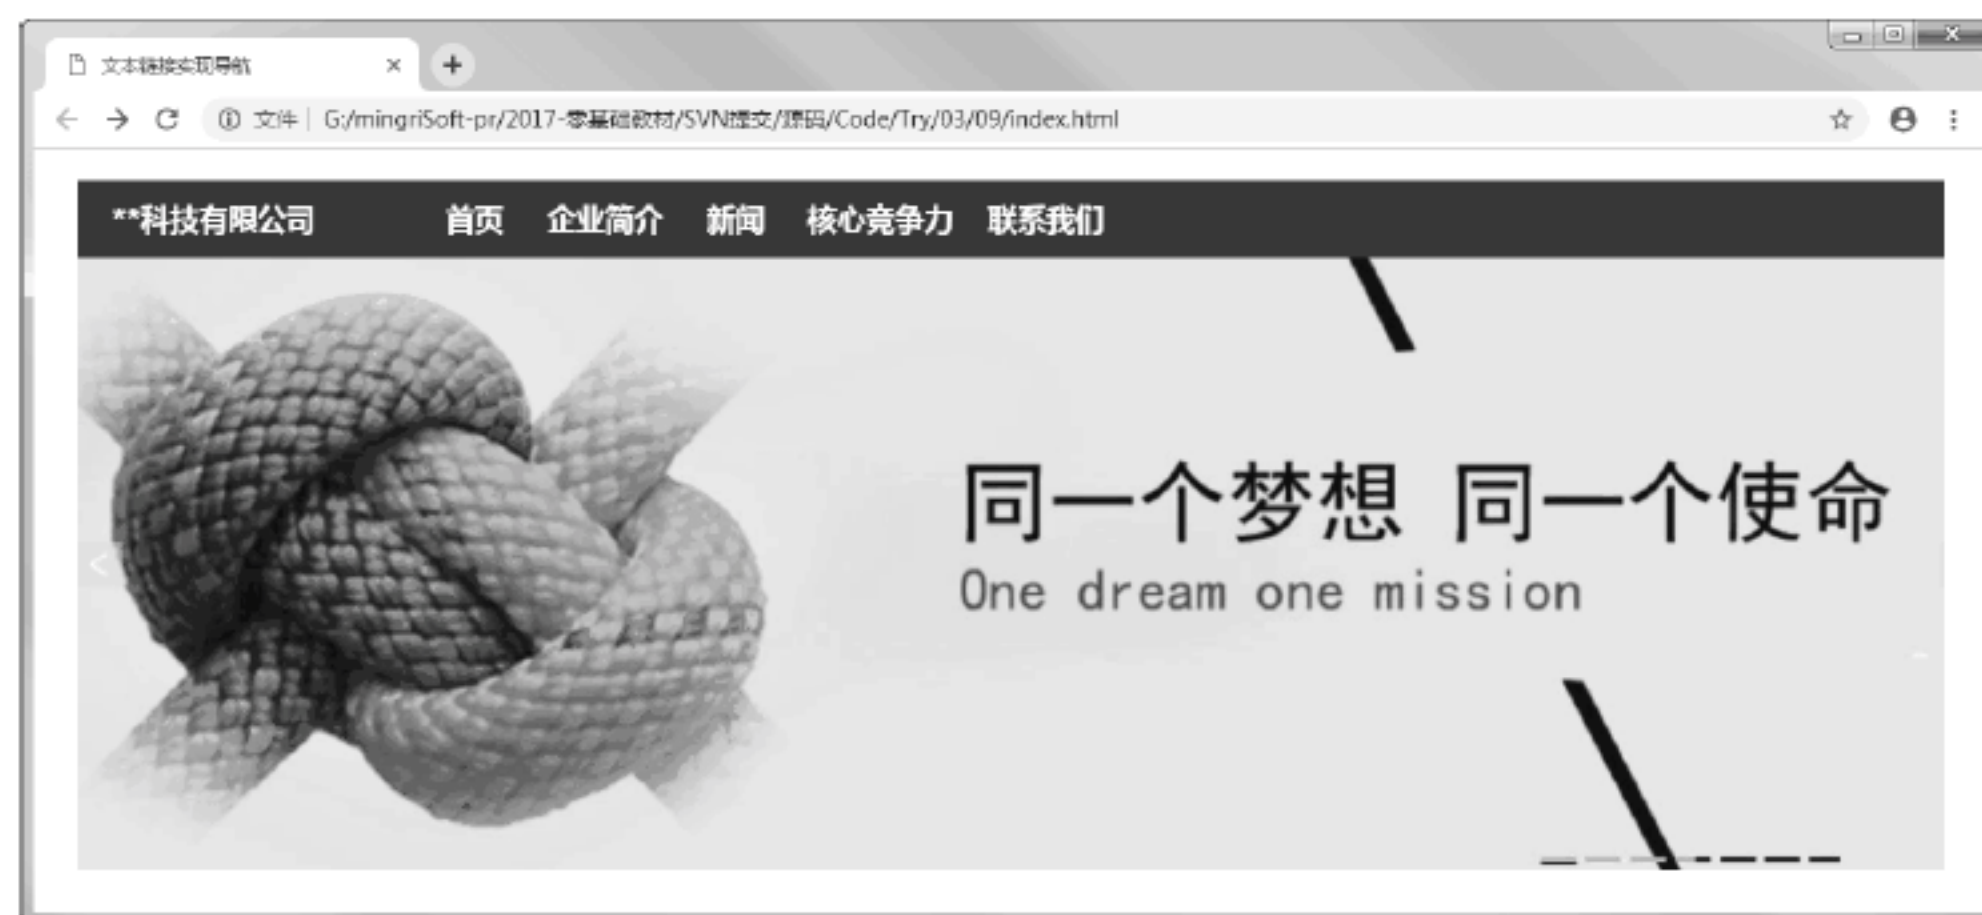 文本链接实现导航
文件 | G:/mingriSoft-pr/2017-零基础教材/SVN提交/源码/Code/Try/03/09/index.html
**科技有限公司 首页 企业简介 新闻 核心竞争力 联系我们
同一个梦想 同一个使命
One dream one mission